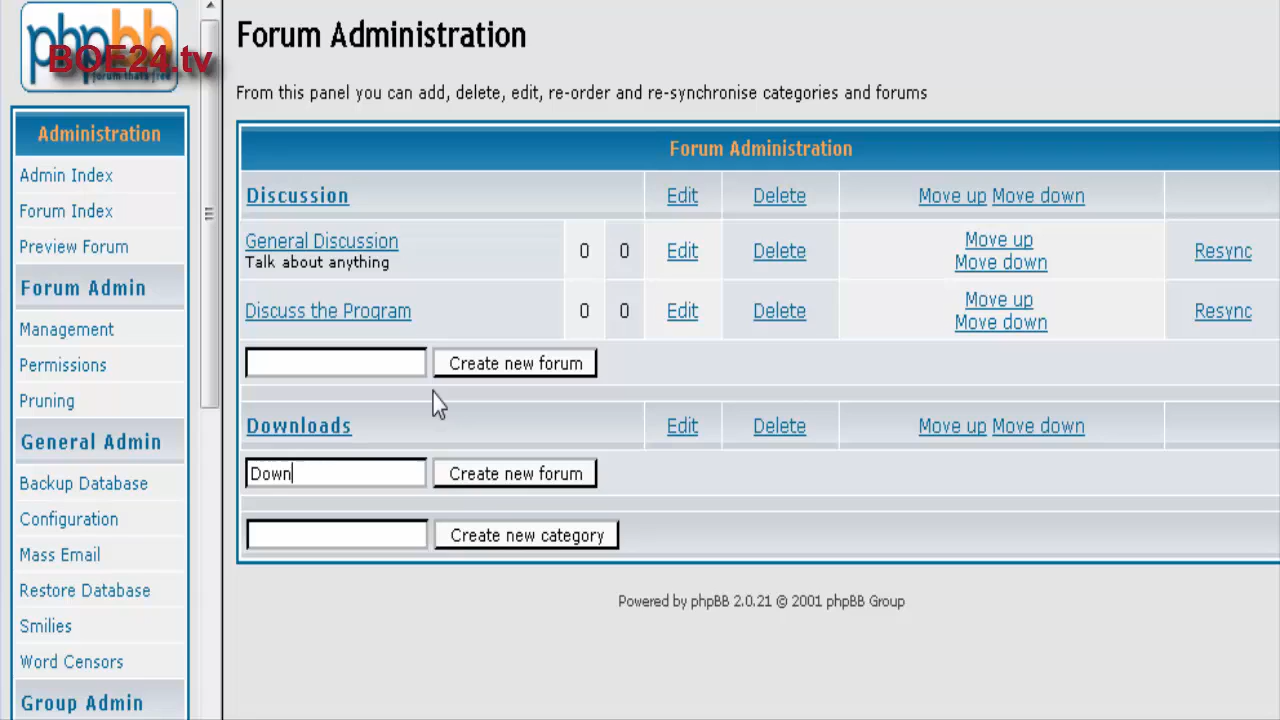 phpBB
BOE24.tv
forum thats free
Administration
Admin Index
Forum Index
Preview Forum
Forum Admin
Management
Permissions
Pruning
General Admin
Backup Database
Configuration
Mass Email
Restore Database
Smilies
Word Censors
Group Admin
Forum Administration
From this panel you can add, delete, edit, re-order and re-synchronise categories and forums
Forum Administration
Discussion Edit Delete Move up Move down
General Discussion 0 0 Edit Delete Move up Resync
Talk about anything Move down
Discuss the Program 0 0 Edit Delete Move up Resync
Move down
Create new forum
Downloads Edit Delete Move up Move down
Down Create new forum
Create new category
Powered by phpBB 2.0.21 © 2001 phpBB Group